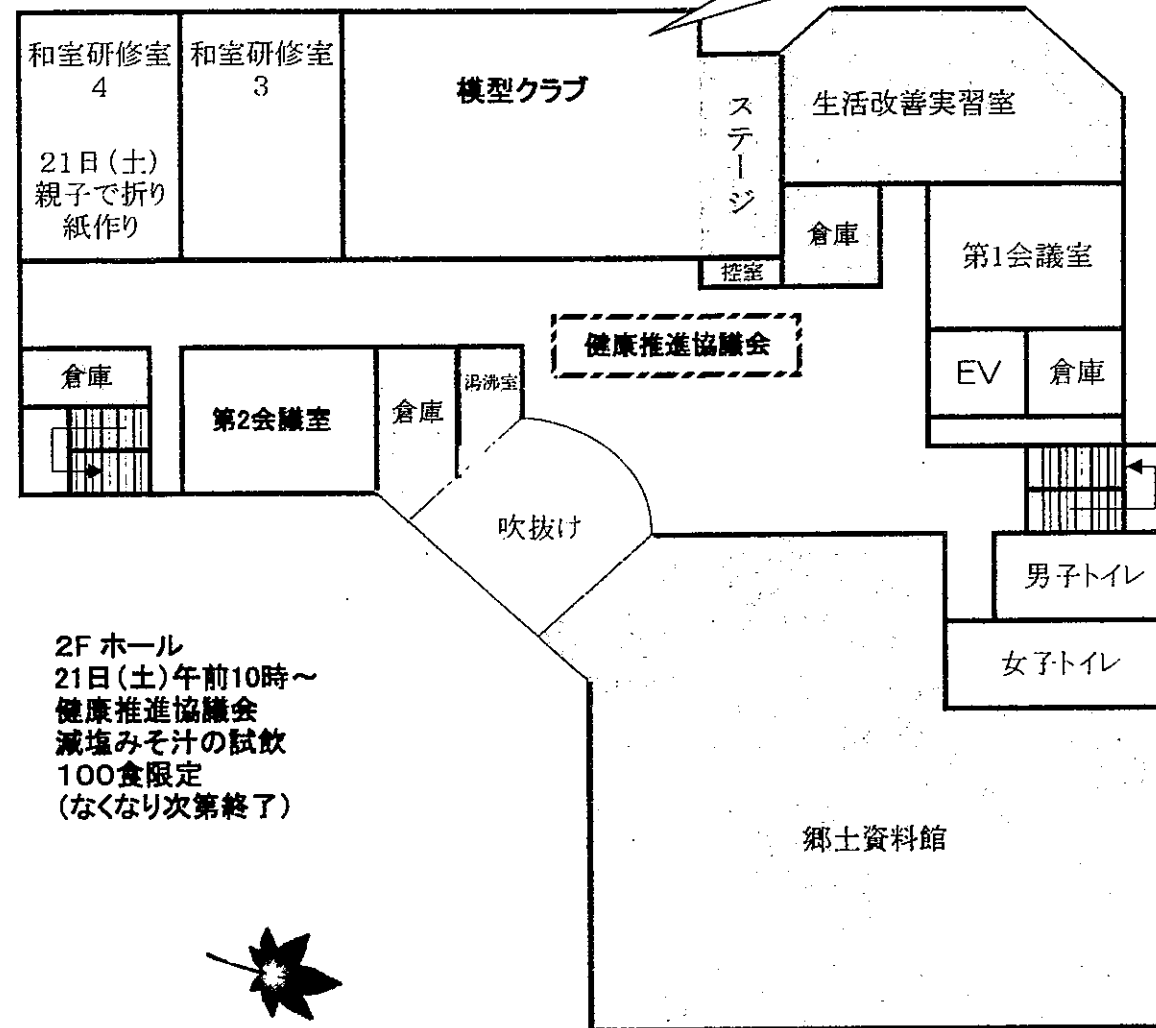 和室研修室
4
21日(土)
親子で折り
紙作り
和室研修室
3
模型クラブ
ステージ
生活改善実習室
倉庫
控室
第1会議室
健康推進協議会
EV
倉庫
倉庫
第2会議室
倉庫
湯沸室
吹抜け
男子トイレ
女子トイレ
2F ホール
21日(土)午前10時~
健康推進協議会
減塩みそ汁の試飲
100食限定
(なくなり次第終了)
郷土資料館